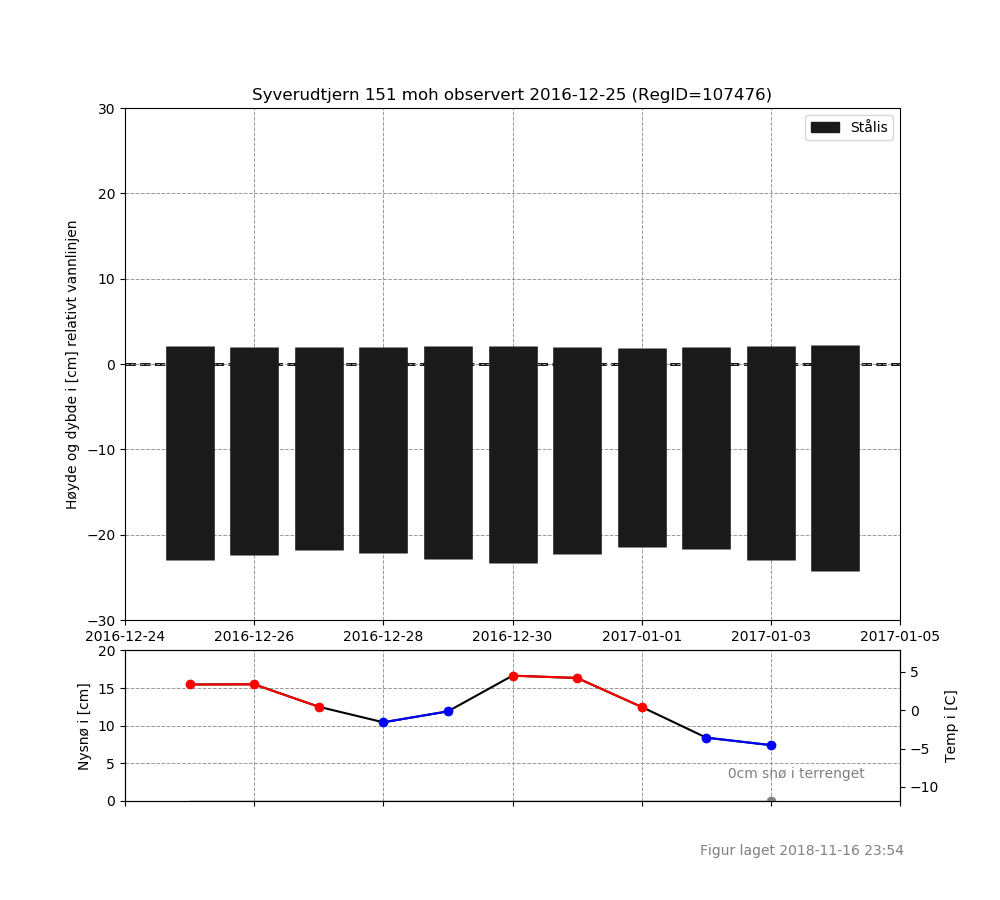 Syverudtjern 151 moh observert 2016-12-25 (RegID=107476)
Stålis
Høyde og dybde i [cm] relativt vannlinjen
30
20
10
0
−10
−20
−30
2016-12-24 2016-12-26 2016-12-28 2016-12-30 2017-01-01 2017-01-03 2017-01-05
Nysnø i [cm]
20
15
10
5
0
5
0
−5
−10
Temp i [C]
0cm snø i terrenget
Figur laget 2018-11-16 23:54